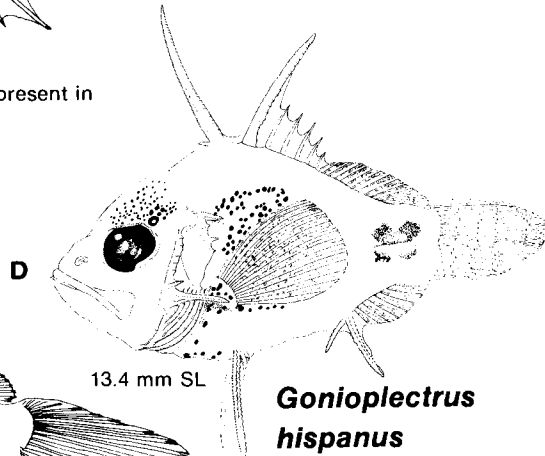 present in
D
13.4 mm SL
Gonioplectrus
hispanus